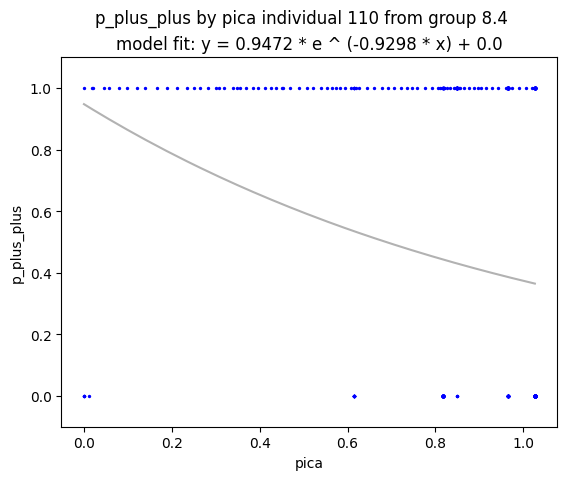 p_plus_plus by pica individual 110 from group 8.4
model fit: y = 0.9472 * e ^ (-0.9298 * x) + 0.0
1.0
0.8
0.6
0.4
0.2
0.0
p_plus_plus
0.0 0.2 0.4 0.6 0.8 1.0
pica